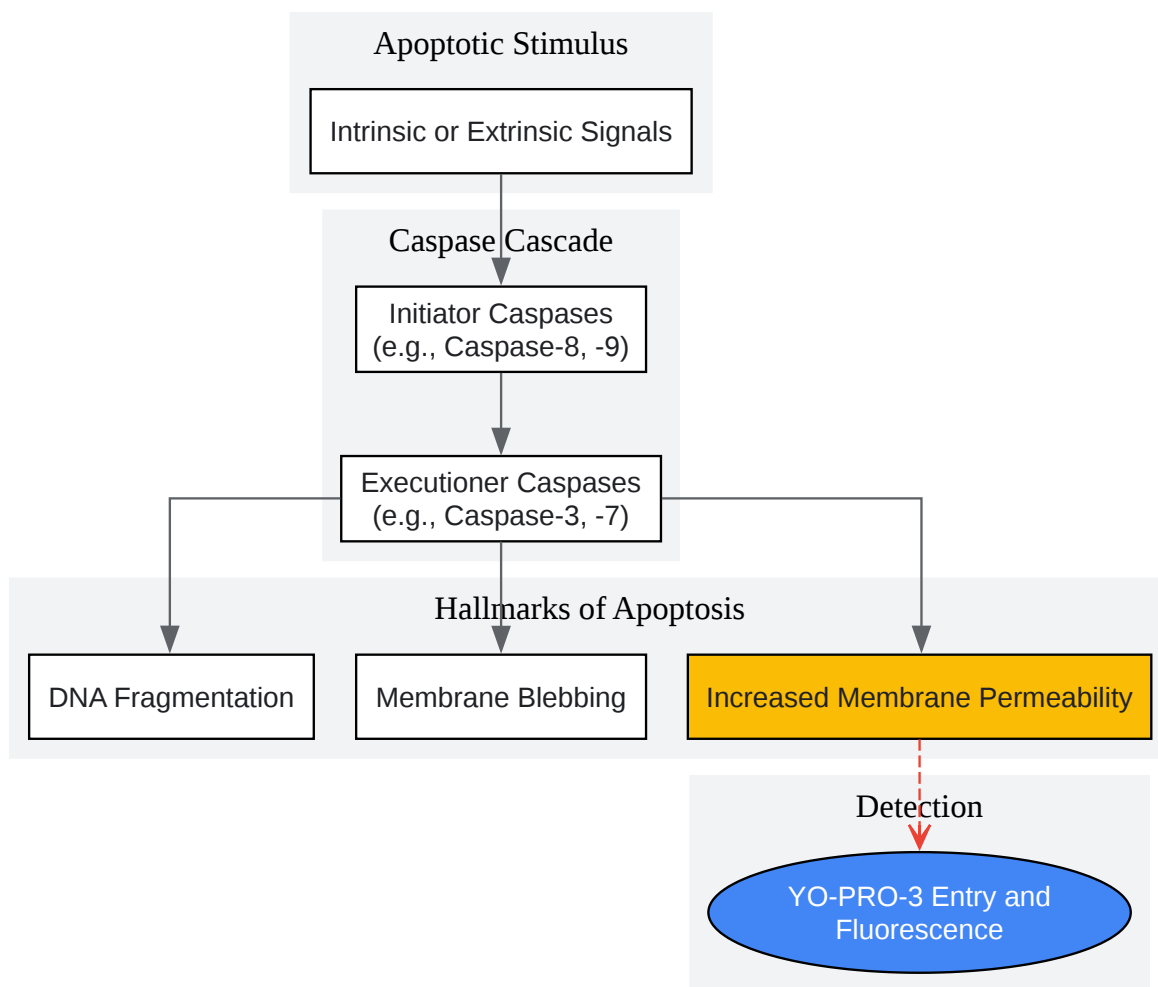 Apoptotic Stimulus
Intrinsic or Extrinsic Signals
Caspase Cascade
Initiator Caspases
(e.g., Caspase-8, -9)
Executioner Caspases
(e.g., Caspase-3, -7)
Hallmarks of Apoptosis
DNA Fragmentation
Membrane Blebbing
Increased Membrane Permeability
Detection
YO-PRO-3 Entry and
Fluorescence